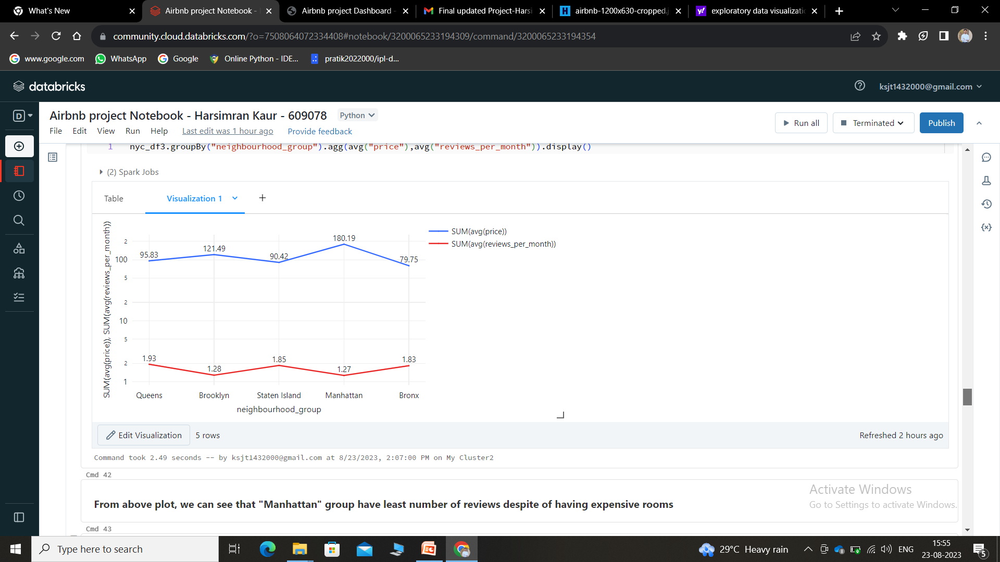 What's New
Airbnb project Notebook -
Airbnb project Dashboard -
Final updated Project-Harsi
airbnb-1200x630-cropped.j
exploratory data visualizati
community.cloud.databricks.com/?o=7508064072334408#notebook/3200065233194309/command/3200065233194354
www.google.com
WhatsApp
Google
Online Python - IDE...
pratik2022000/ipl-d...
databricks
ksjt1432000@gmail.com
D
Airbnb project Notebook - Harsimran Kaur - 609078
Python
File Edit View Run Help
Last edit was 1 hour ago
Provide feedback
Run all
Terminated
Publish
1 nyc_df3.groupBy("neighbourhood_group").agg(avg("price"),avg("reviews_per_month")).display()
(2) Spark Jobs
Table
Visualization 1
SUM(avg(price)), SUM(avg(reviews_per_month))
2
100
5
2
10
5
2
1
95.83
121.49
90.42
180.19
79.75
1.93
1.28
1.85
1.27
1.83
Queens
Brooklyn
Staten Island
Manhattan
Bronx
neighbourhood_group
SUM(avg(price))
SUM(avg(reviews_per_month))
Edit Visualization
5 rows
Refreshed 2 hours ago
Command took 2.49 seconds -- by ksjt1432000@gmail.com at 8/23/2023, 2:07:00 PM on My Cluster2
Cmd 42
From above plot, we can see that "Manhattan" group have least number of reviews despite of having expensive rooms
Activate Windows
Go to Settings to activate Windows.
Cmd 43
Type here to search
29°C Heavy rain
ENG
15:55
23-08-2023
5